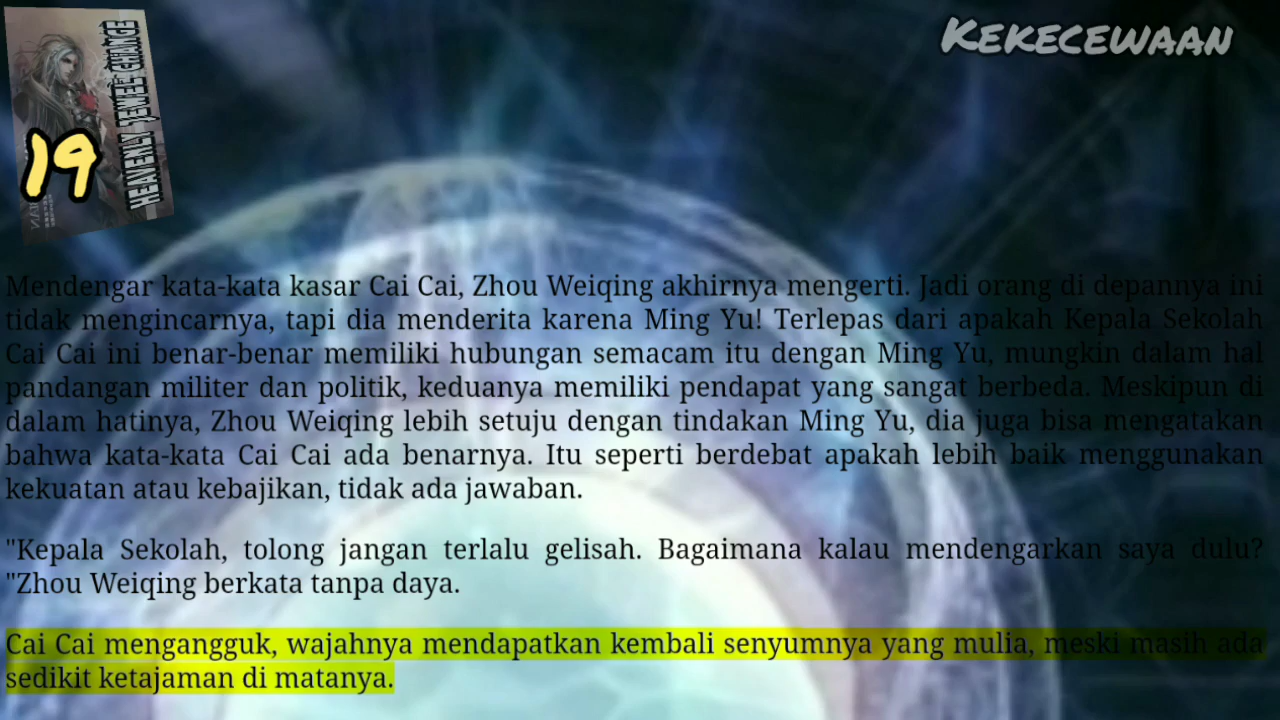 Kekecewaan
HEAVENLY JEWEL CHANGE
19
Mendengar kata-kata kasar Cai Cai, Zhou Weiqing akhirnya mengerti. Jadi orang di depannya ini
tidak mengincarnya, tapi dia menderita karena Ming Yu! Terlepas dari apakah Kepala Sekolah
Cai Cai ini benar-benar memiliki hubungan semacam itu dengan Ming Yu, mungkin dalam hal
pandangan militer dan politik, keduanya memiliki pendapat yang sangat berbeda. Meskipun di
dalam hatinya, Zhou Weiqing lebih setuju dengan tindakan Ming Yu, dia juga bisa mengatakan
bahwa kata-kata Cai Cai ada benarnya. Itu seperti berdebat apakah lebih baik menggunakan
kekuatan atau kebajikan, tidak ada jawaban.
"Kepala Sekolah, tolong jangan terlalu gelisah. Bagaimana kalau mendengarkan saya dulu?
"Zhou Weiqing berkata tanpa daya.
Cai Cai mengangguk, wajahnya mendapatkan kembali senyumnya yang mulia, meski masih ada
sedikit ketajaman di matanya.